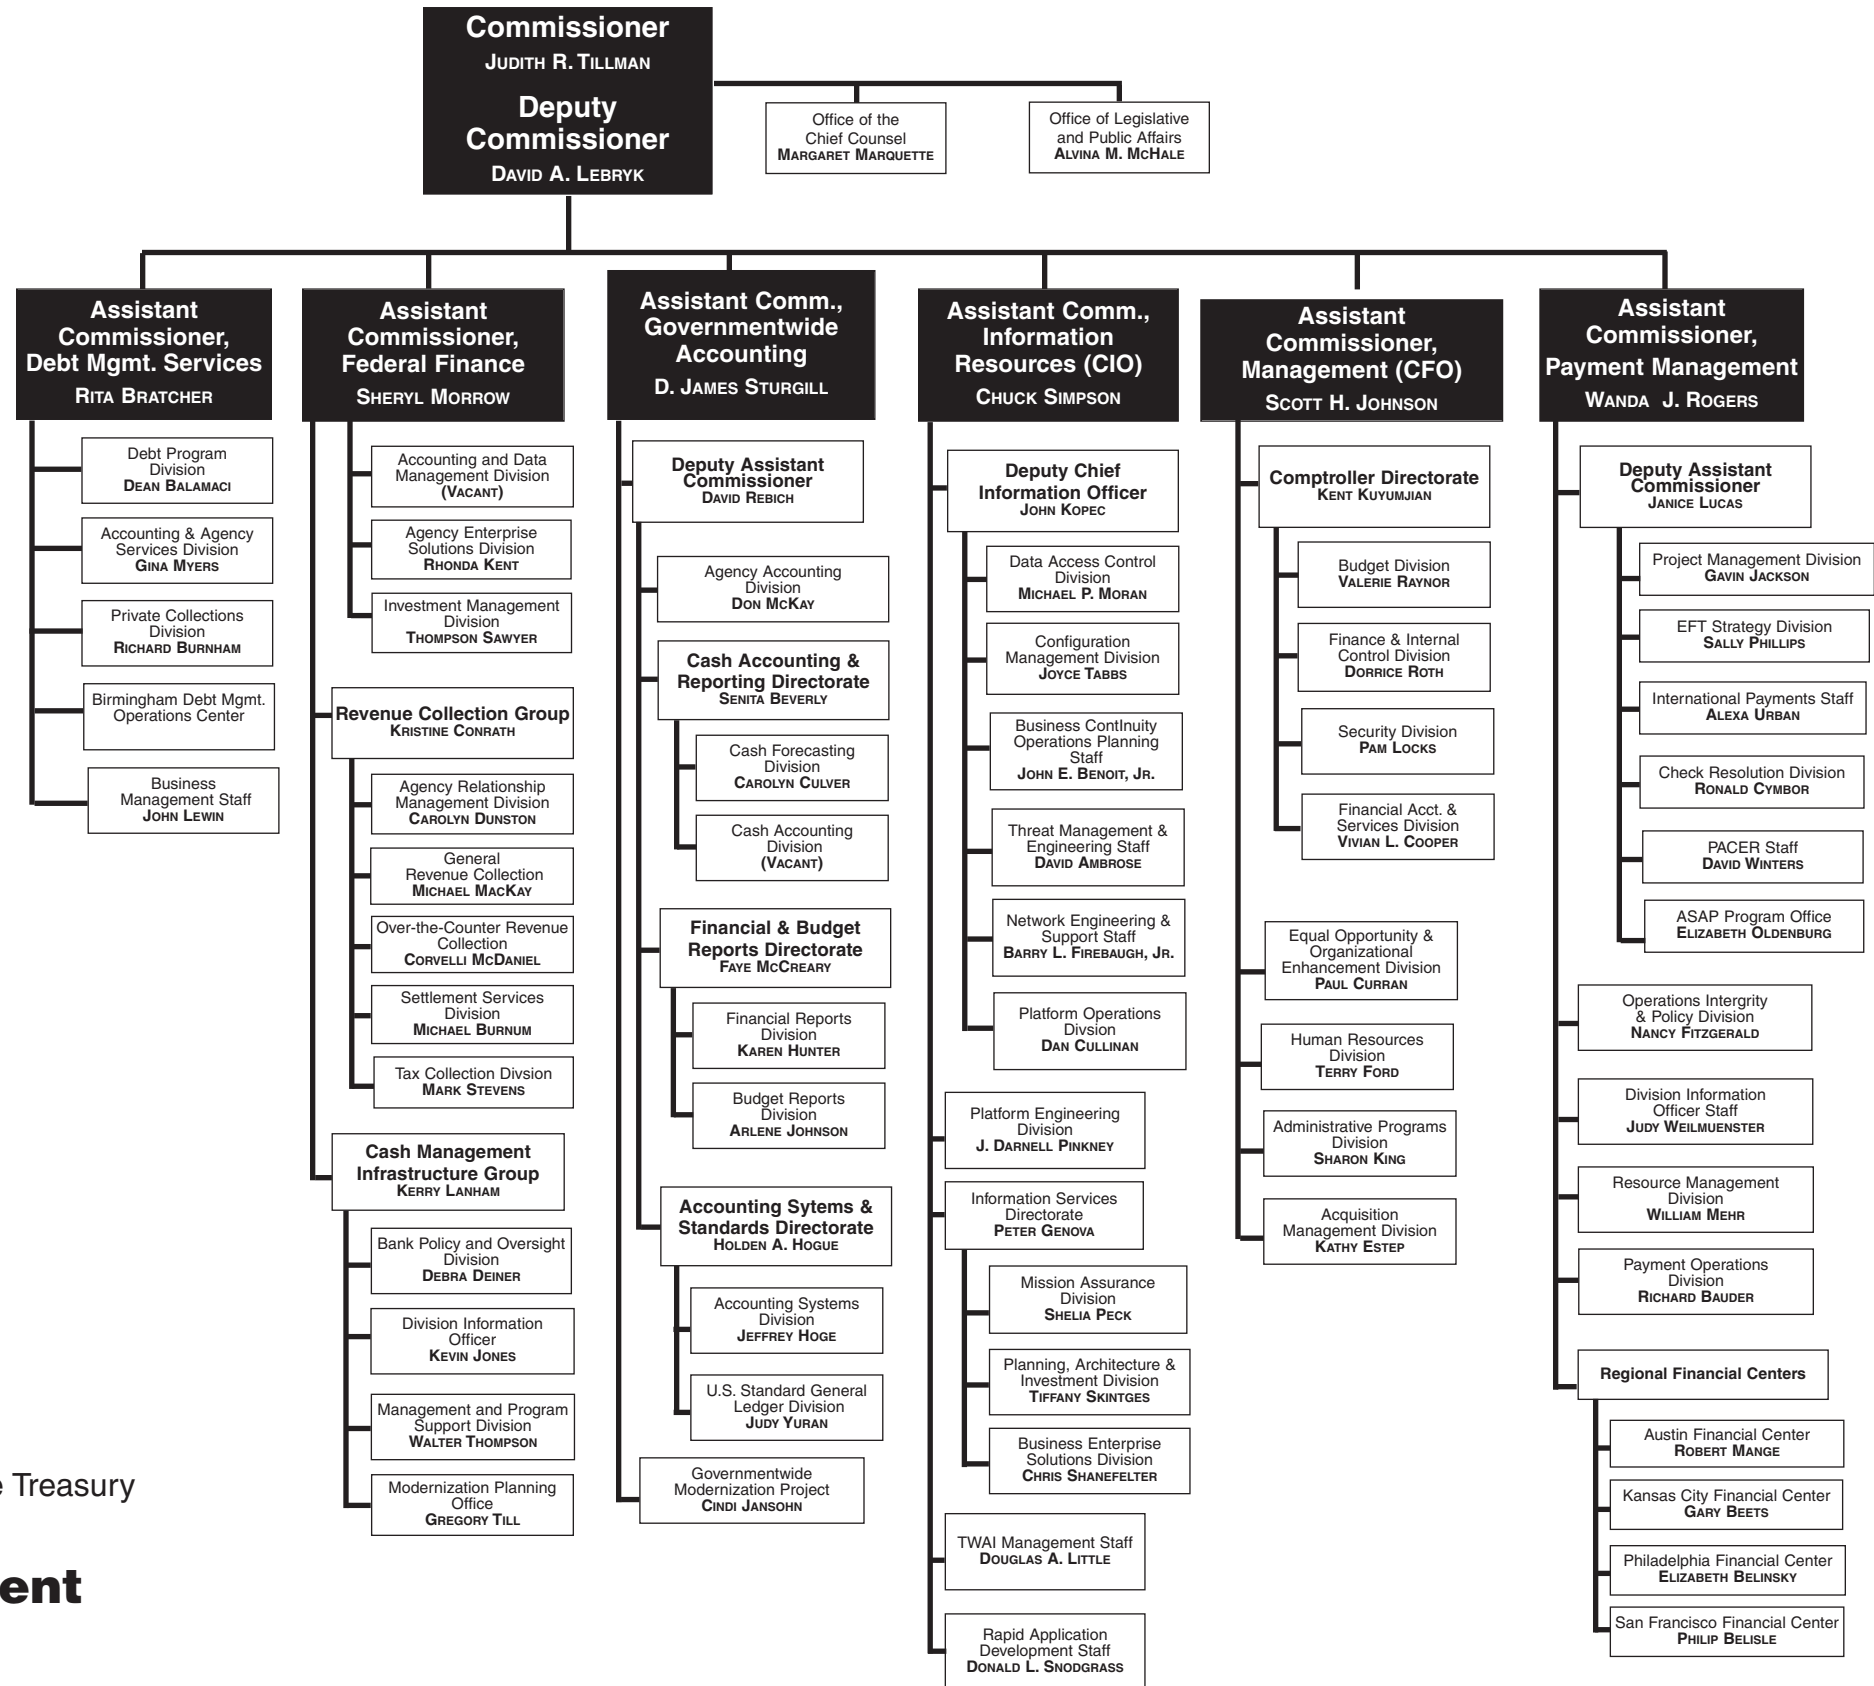 Commissioner
JUDITH R. TILLMAN
Deputy
Commissioner
DAVID A. LEBRYK
Office of the
Chief Counsel
MARGARET MARQUETTE
Office of Legislative
and Public Affairs
ALVINA M. MCHALE
Assistant
Commissioner,
Debt Mgmt. Services
RITA BRATCHER
Debt Program
Division
DEAN BALAMACI
Accounting & Agency
Services Division
GINA MYERS
Private Collections
Division
RICHARD BURNHAM
Birmingham Debt Mgmt.
Operations Center
Business
Management Staff
JOHN LEWIN
Assistant
Commissioner,
Federal Finance
SHERYL MORROW
Accounting and Data
Management Division
(VACANT)
Agency Enterprise
Solutions Division
RHONDA KENT
Investment Management
Division
THOMPSON SAWYER
Revenue Collection Group
KRISTINE CONRATH
Agency Relationship
Management Division
CAROLYN DUNSTON
General
Revenue Collection
MICHAEL MACKAY
Over-the-Counter Revenue
Collection
CORVELLI MCDANIEL
Settlement Services
Division
MICHAEL BURNUM
Tax Collection Divsion
MARK STEVENS
Cash Management
Infrastructure Group
KERRY LANHAM
Bank Policy and Oversight
Division
DEBRA DEINER
Division Information
Officer
KEVIN JONES
Management and Program
Support Division
WALTER THOMPSON
Modernization Planning
Office
GREGORY TILL
Assistant Comm.,
Governmentwide
Accounting
D. JAMES STURGILL
Deputy Assistant
Commissioner
DAVID REBICH
Agency Accounting
Division
DON MCKAY
Cash Accounting &
Reporting Directorate
SENITA BEVERLY
Cash Forecasting
Division
CAROLYN CULVER
Cash Accounting
Division
(VACANT)
Financial & Budget
Reports Directorate
FAYE MCCREARY
Financial Reports
Division
KAREN HUNTER
Budget Reports
Division
ARLENE JOHNSON
Accounting Sytems &
Standards Directorate
HOLDEN A. HOGUE
Accounting Systems
Division
JEFFREY HOGE
U.S. Standard General
Ledger Division
JUDY YURAN
Governmentwide
Modernization Project
CINDI JANSOHN
Assistant Comm.,
Information
Resources (CIO)
CHUCK SIMPSON
Deputy Chief
Information Officer
JOHN KOPEC
Data Access Control
Division
MICHAEL P. MORAN
Configuration
Management Division
JOYCE TABBS
Business ContInuity
Operations Planning
Staff
JOHN E. BENOIT, JR.
Threat Management &
Engineering Staff
DAVID AMBROSE
Network Engineering &
Support Staff
BARRY L. FIREBAUGH, JR.
Platform Operations
Divsion
DAN CULLINAN
Platform Engineering
Division
J. DARNELL PINKNEY
Information Services
Directorate
PETER GENOVA
Mission Assurance
Division
SHELIA PECK
Planning, Architecture &
Investment Division
TIFFANY SKINTGES
Business Enterprise
Solutions Division
CHRIS SHANEFELTER
TWAI Management Staff
DOUGLAS A. LITTLE
Rapid Application
Development Staff
DONALD L. SNODGRASS
Assistant
Commissioner,
Management (CFO)
SCOTT H. JOHNSON
Comptroller Directorate
KENT KUYUMJIAN
Budget Division
VALERIE RAYNOR
Finance & Internal
Control Division
DORRICE ROTH
Security Division
PAM LOCKS
Financial Acct. &
Services Division
VIVIAN L. COOPER
Equal Opportunity &
Organizational
Enhancement Division
PAUL CURRAN
Human Resources
Division
TERRY FORD
Administrative Programs
Division
SHARON KING
Acquisition
Management Division
KATHY ESTEP
Assistant
Commissioner,
Payment Management
WANDA J. ROGERS
Deputy Assistant
Commissioner
JANICE LUCAS
Project Management Division
GAVIN JACKSON
EFT Strategy Division
SALLY PHILLIPS
International Payments Staff
ALEXA URBAN
Check Resolution Division
RONALD CYMBOR
PACER Staff
DAVID WINTERS
ASAP Program Office
ELIZABETH OLDENBURG
Operations Intergrity
& Policy Division
NANCY FITZGERALD
Division Information
Officer Staff
JUDY WEILMUENSTER
Resource Management
Division
WILLIAM MEHR
Payment Operations
Division
RICHARD BAUDER
Regional Financial Centers
Austin Financial Center
ROBERT MANGE
Kansas City Financial Center
GARY BEETS
Philadelphia Financial Center
ELIZABETH BELINSKY
San Francisco Financial Center
PHILIP BELISLE
e Treasury
ent